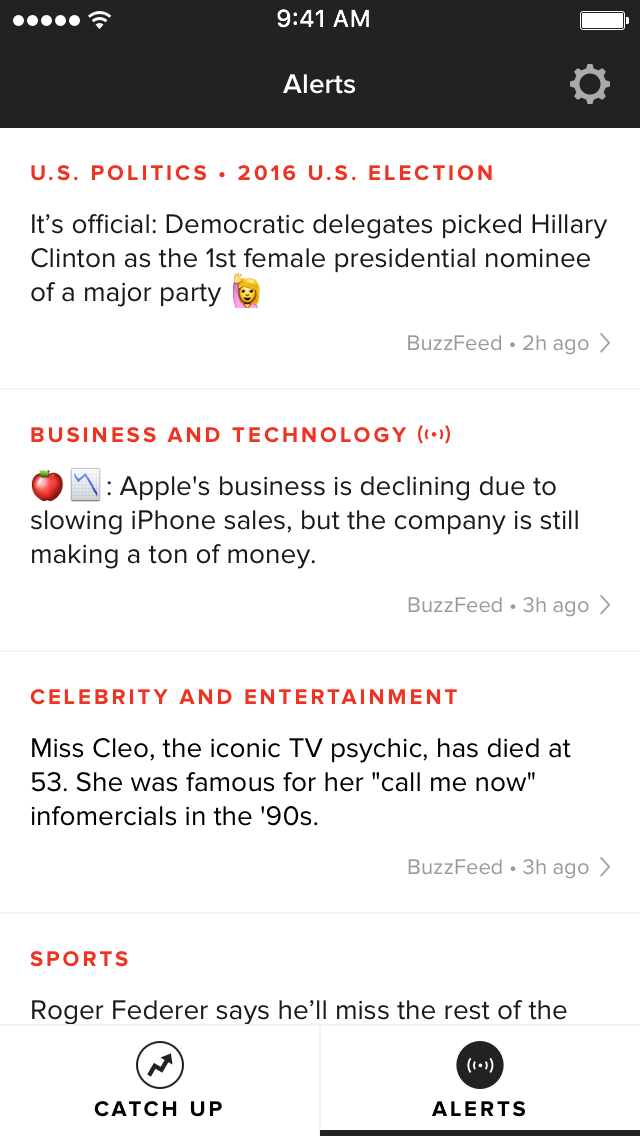 9:41 AM
Alerts
U.S. POLITICS • 2016 U.S. ELECTION
It’s official: Democratic delegates picked Hillary
Clinton as the 1st female presidential nominee
of a major party 🙋
BuzzFeed • 2h ago
BUSINESS AND TECHNOLOGY
🍎 📉 : Apple's business is declining due to
slowing iPhone sales, but the company is still
making a ton of money.
BuzzFeed • 3h ago
CELEBRITY AND ENTERTAINMENT
Miss Cleo, the iconic TV psychic, has died at
53. She was famous for her "call me now"
infomercials in the '90s.
BuzzFeed • 3h ago
SPORTS
Roger Federer says he’ll miss the rest of the
CATCH UP
ALERTS